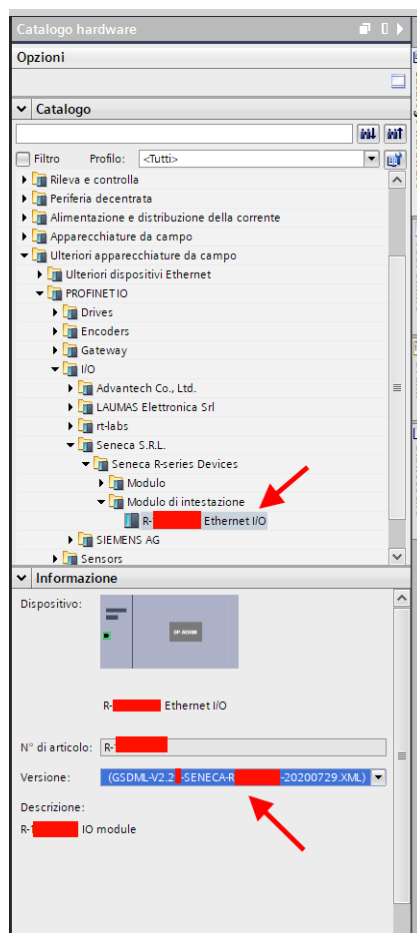 Catalogo hardware
Opzioni
Catalogo
Filtro Profilo: <Tutti>
Rileva e controlla
Periferia decentrata
Alimentazione e distribuzione della corrente
Apparecchiature da campo
Ulteriori apparecchiature da campo
Ulteriori dispositivi Ethernet
PROFINET IO
Drives
Encoders
Gateway
I/O
Advantech Co., Ltd.
LAUMAS Elettronica Srl
rt-labs
Seneca S.R.L.
Seneca R-series Devices
Modulo
Modulo di intestazione
R- Ethernet I/O
SIEMENS AG
Sensors
Informazione
Dispositivo:
DP-NORM
R- Ethernet I/O
N° di articolo: R-
Versione: (GSDML-V2.2 -SENECA-R -20200729.XML)
Descrizione:
R-1 IO module